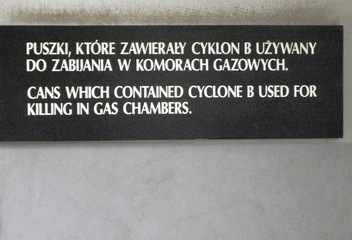 PUSZKI, KTÓRE ZAWIERAŁY CYKLON B UŻYWANY
DO ZABIJANIA W KOMORACH GAZOWYCH.
CANS WHICH CONTAINED CYCLONE B USED FOR
KILLING IN GAS CHAMBERS.